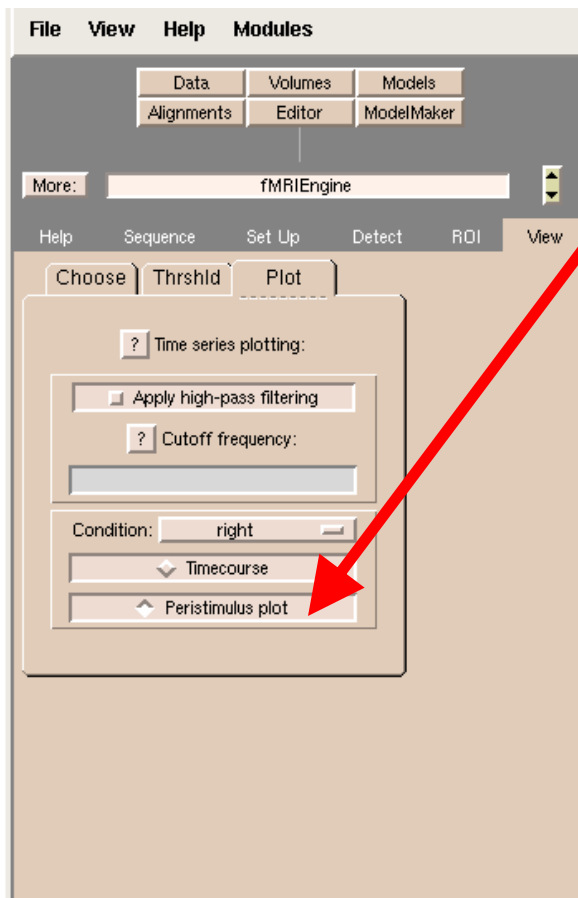 File View Help Modules
Data Volumes Models
Alignments Editor ModelMaker
More: fMRIEngine
Help Sequence Set Up Detect ROI View
Choose Thrshld Plot
? Time series plotting:
Apply high-pass filtering
? Cutoff frequency:
Condition: right
Timecourse
Peristimulus plot